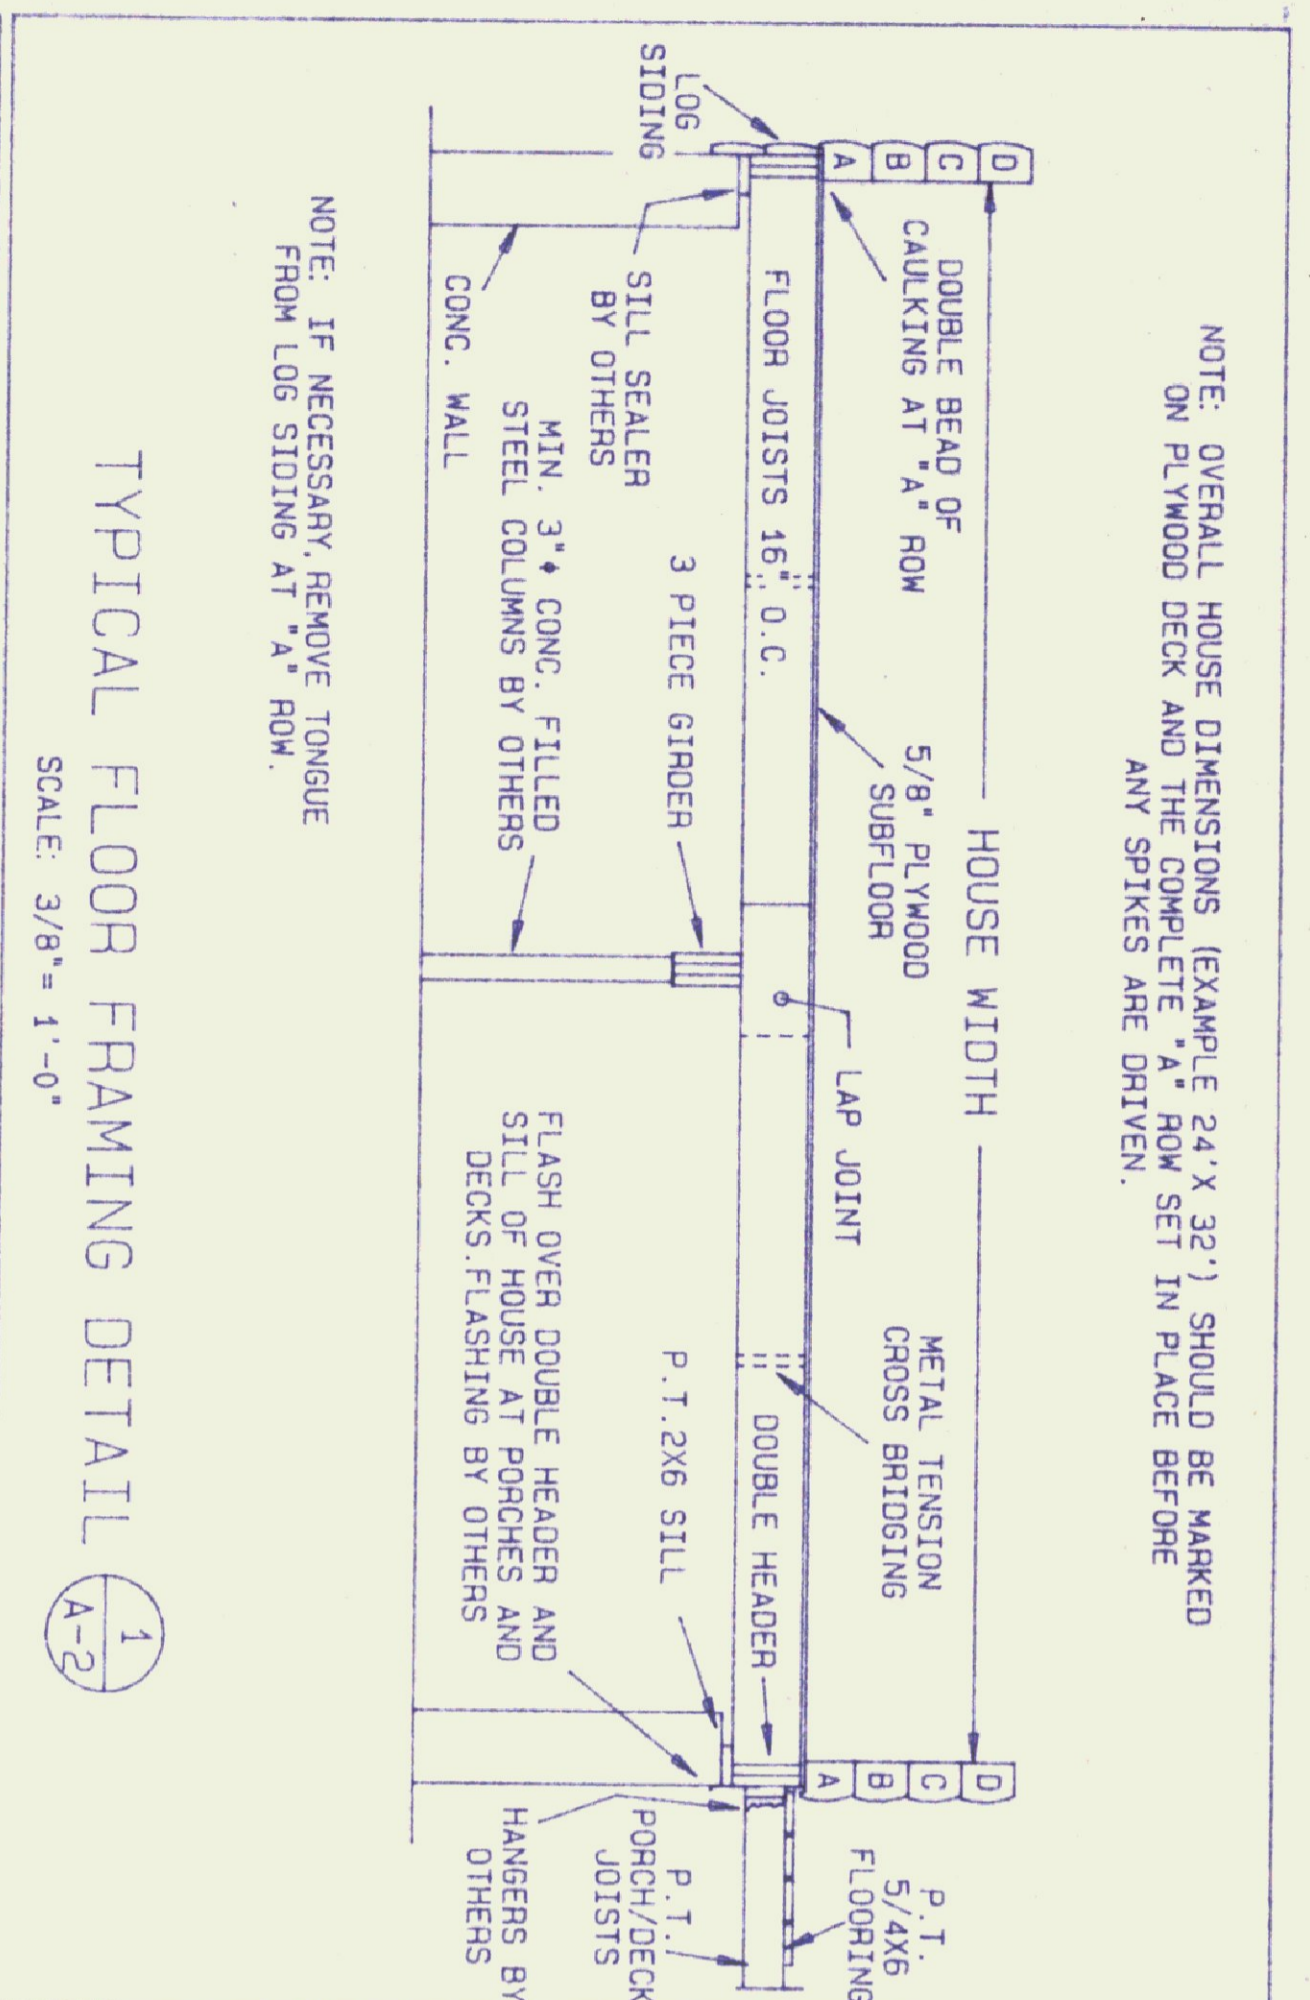 NOTE: OVERALL HOUSE DIMENSIONS (EXAMPLE 24'X 32') SHOULD BE MARKED
ON PLYWOOD DECK AND THE COMPLETE "A" ROW SET IN PLACE BEFORE
ANY SPIKES ARE DRIVEN.
HOUSE WIDTH
D
C
B
A
DOUBLE BEAD OF
CAULKING AT "A" ROW
5/8" PLYWOOD
SUBFLOOR
LAP JOINT
METAL TENSION
CROSS BRIDGING
D
C
B
A
P.T.
5/4X6
FLOORING
LOG
SIDING
FLOOR JOISTS 16" O.C.
DOUBLE HEADER
SILL SEALER
BY OTHERS
3 PIECE GIRDER
P.T.2X6 SILL
P.T.
PORCH/DECK
JOISTS
MIN. 3"⌀ CONC. FILLED
STEEL COLUMNS BY OTHERS
CONC. WALL
FLASH OVER DOUBLE HEADER AND
SILL OF HOUSE AT PORCHES AND
DECKS.FLASHING BY OTHERS
HANGERS BY
OTHERS
NOTE: IF NECESSARY, REMOVE TONGUE
FROM LOG SIDING AT "A" ROW.
TYPICAL FLOOR FRAMING DETAIL
1
A-2
SCALE: 3/8"= 1'-0"